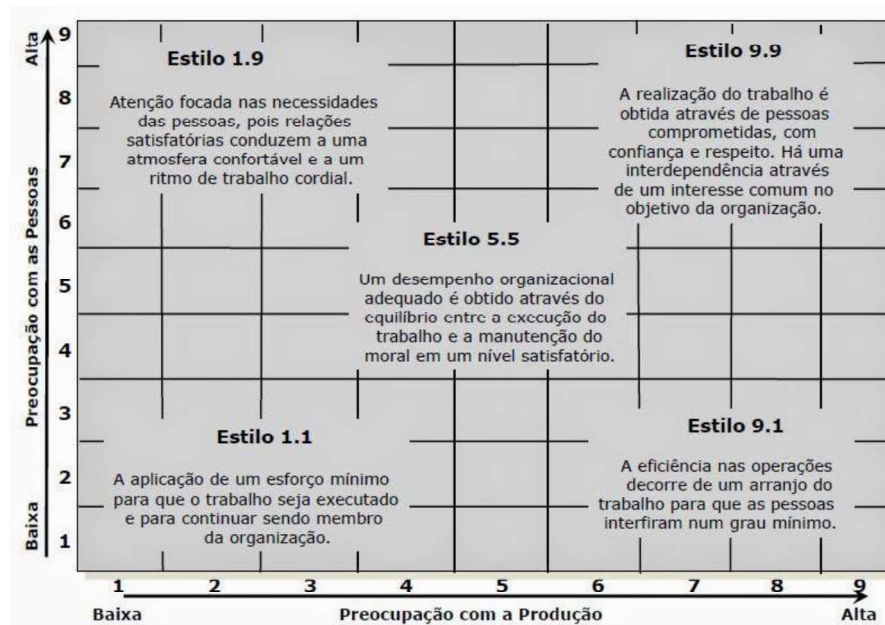 Alta
Preocupação com as Pessoas
Baixa
9
8
7
6
5
4
3
2
1
Estilo 1.9
Atenção focada nas necessidades
das pessoas, pois relações
satisfatórias conduzem a uma
atmosfera confortável e a um
ritmo de trabalho cordial.
Estilo 9.9
A realização do trabalho é
obtida através de pessoas
comprometidas, com
confiança e respeito. Há uma
interdependência através
de um interesse comum no
objetivo da organização.
Estilo 5.5
Um desempenho organizacional
adequado é obtido através do
equilíbrio entre a execução do
trabalho e a manutenção do
moral em um nível satisfatório.
Estilo 1.1
A aplicação de um esforço mínimo
para que o trabalho seja executado
e para continuar sendo membro
da organização.
Estilo 9.1
A eficiência nas operações
decorre de um arranjo do
trabalho para que as pessoas
interfiram num grau mínimo.
1 2 3 4 5 6 7 8 9
Baixa Preocupação com a Produção Alta